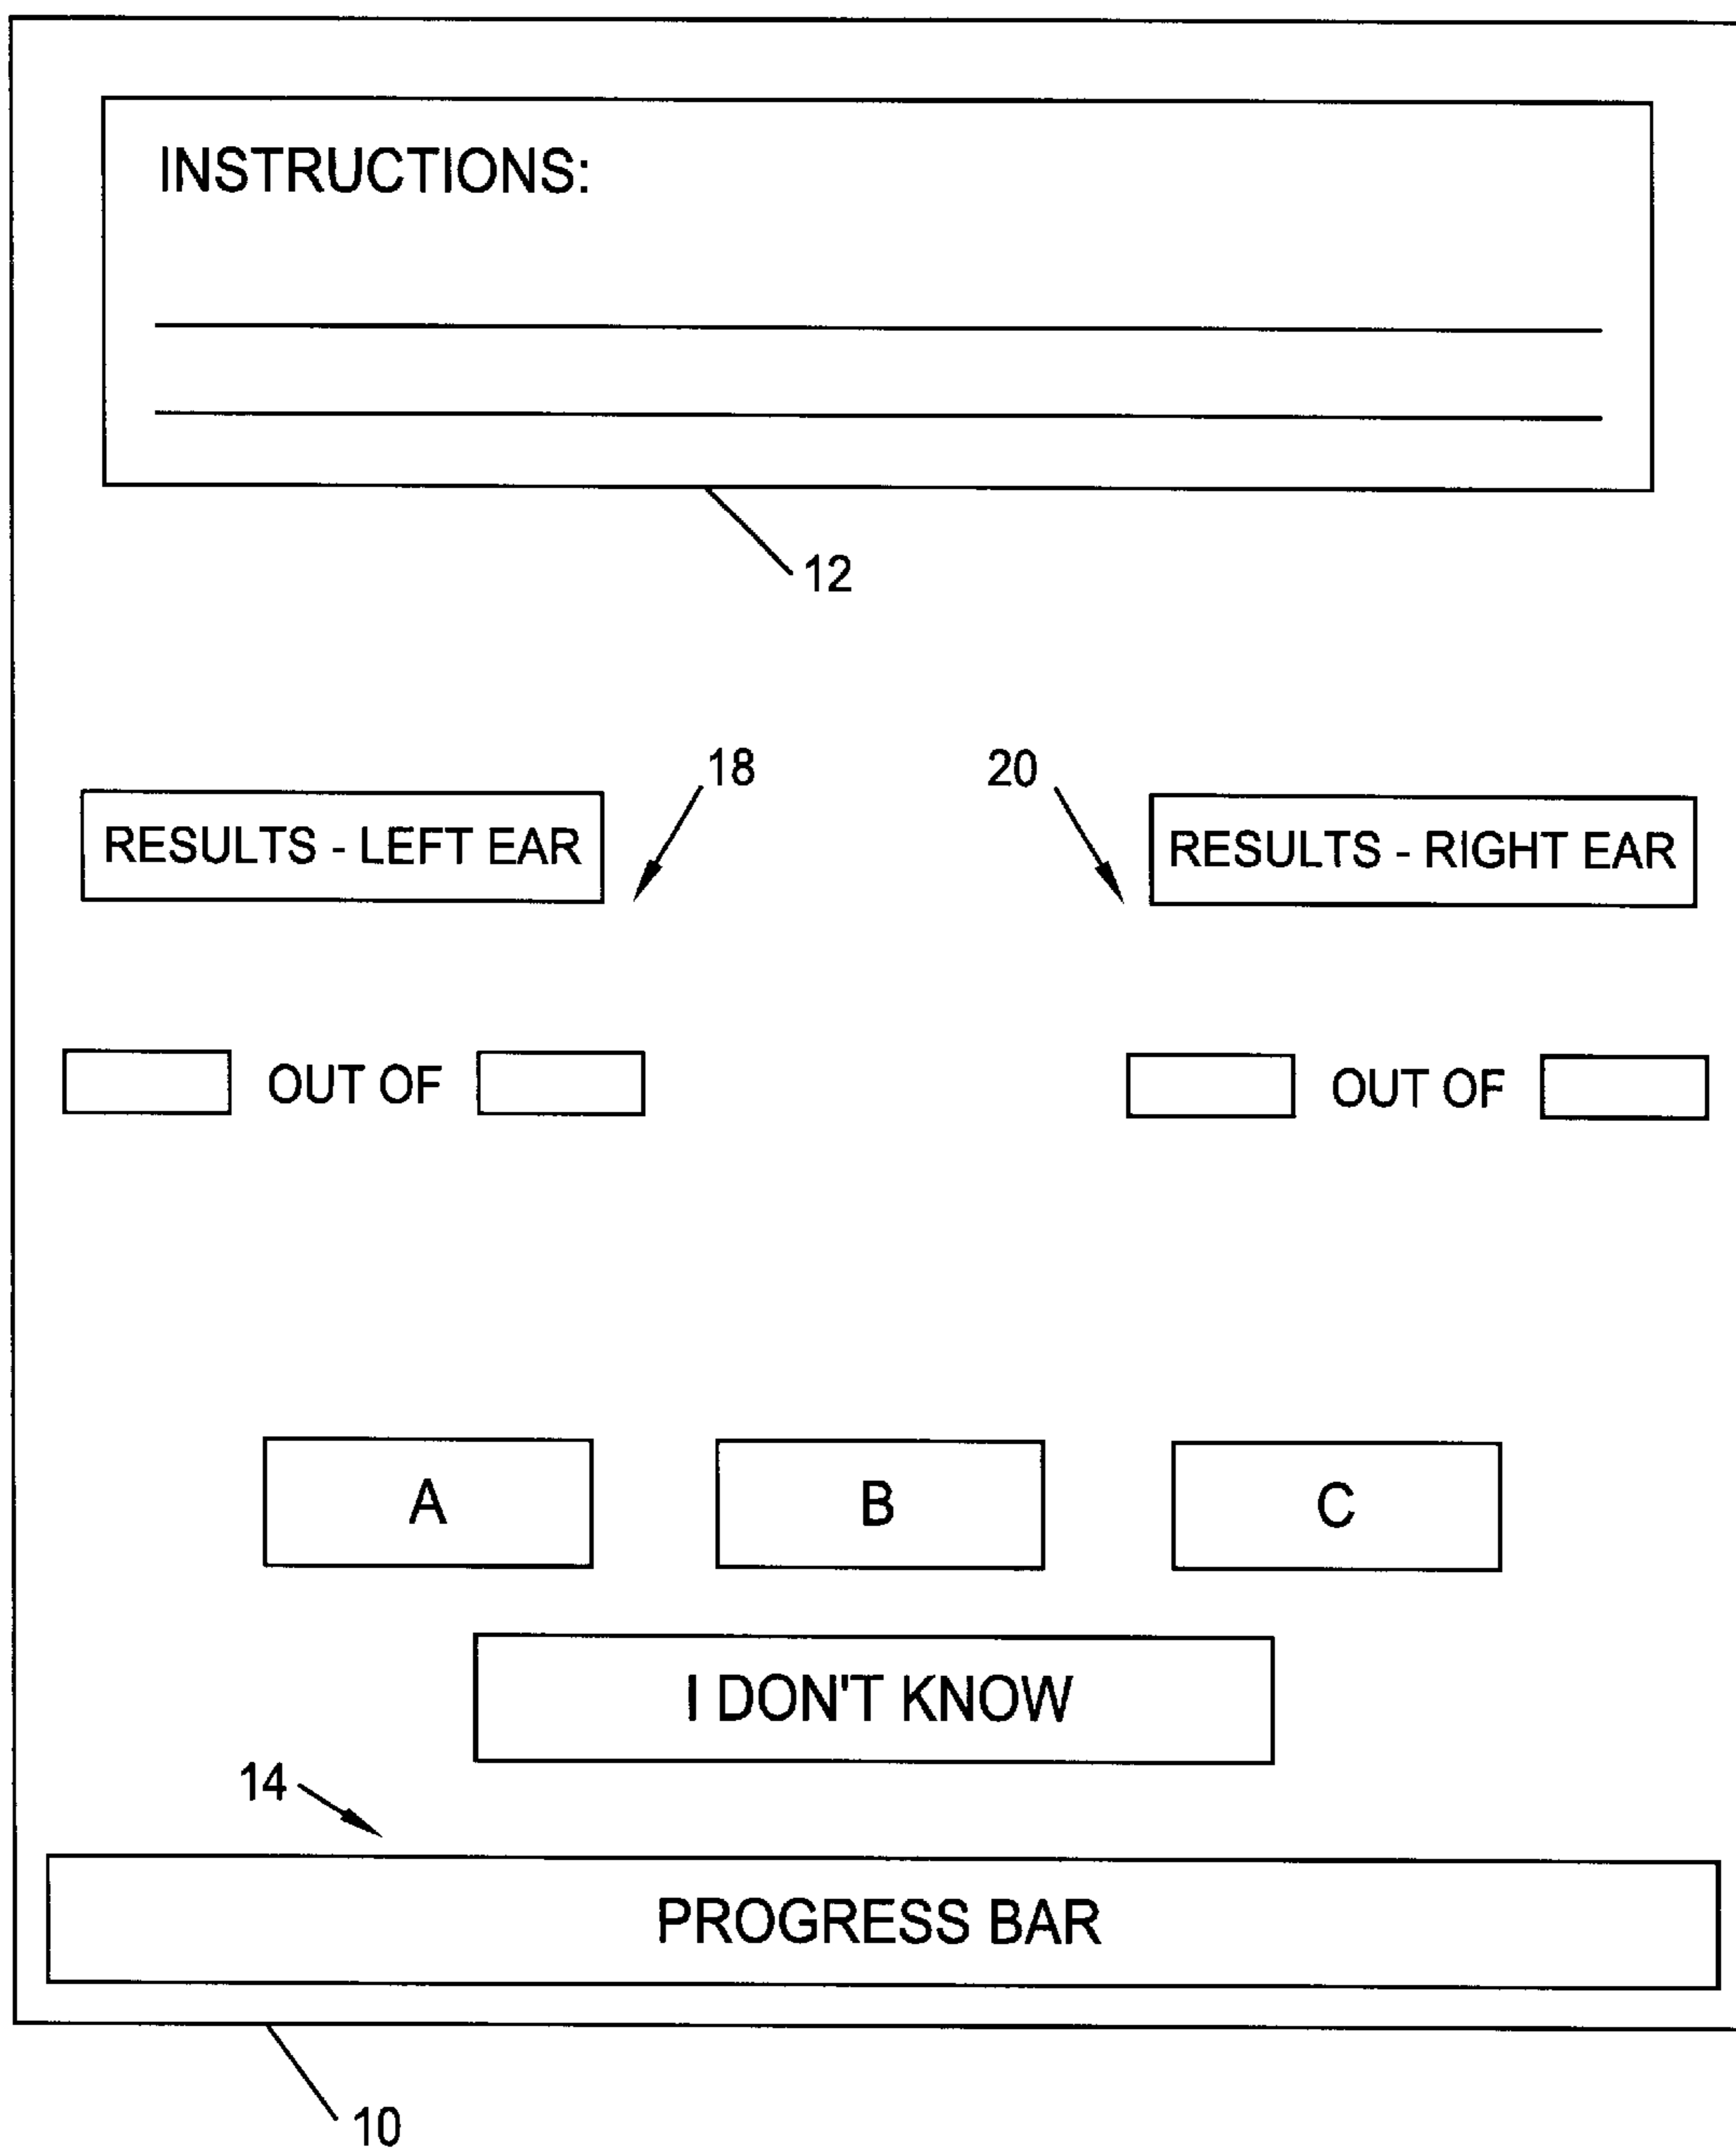 INSTRUCTIONS:
12
18
20
RESULTS - LEFT EAR
RESULTS - RIGHT EAR
OUT OF
OUT OF
A
B
C
I DON'T KNOW
14
PROGRESS BAR
10